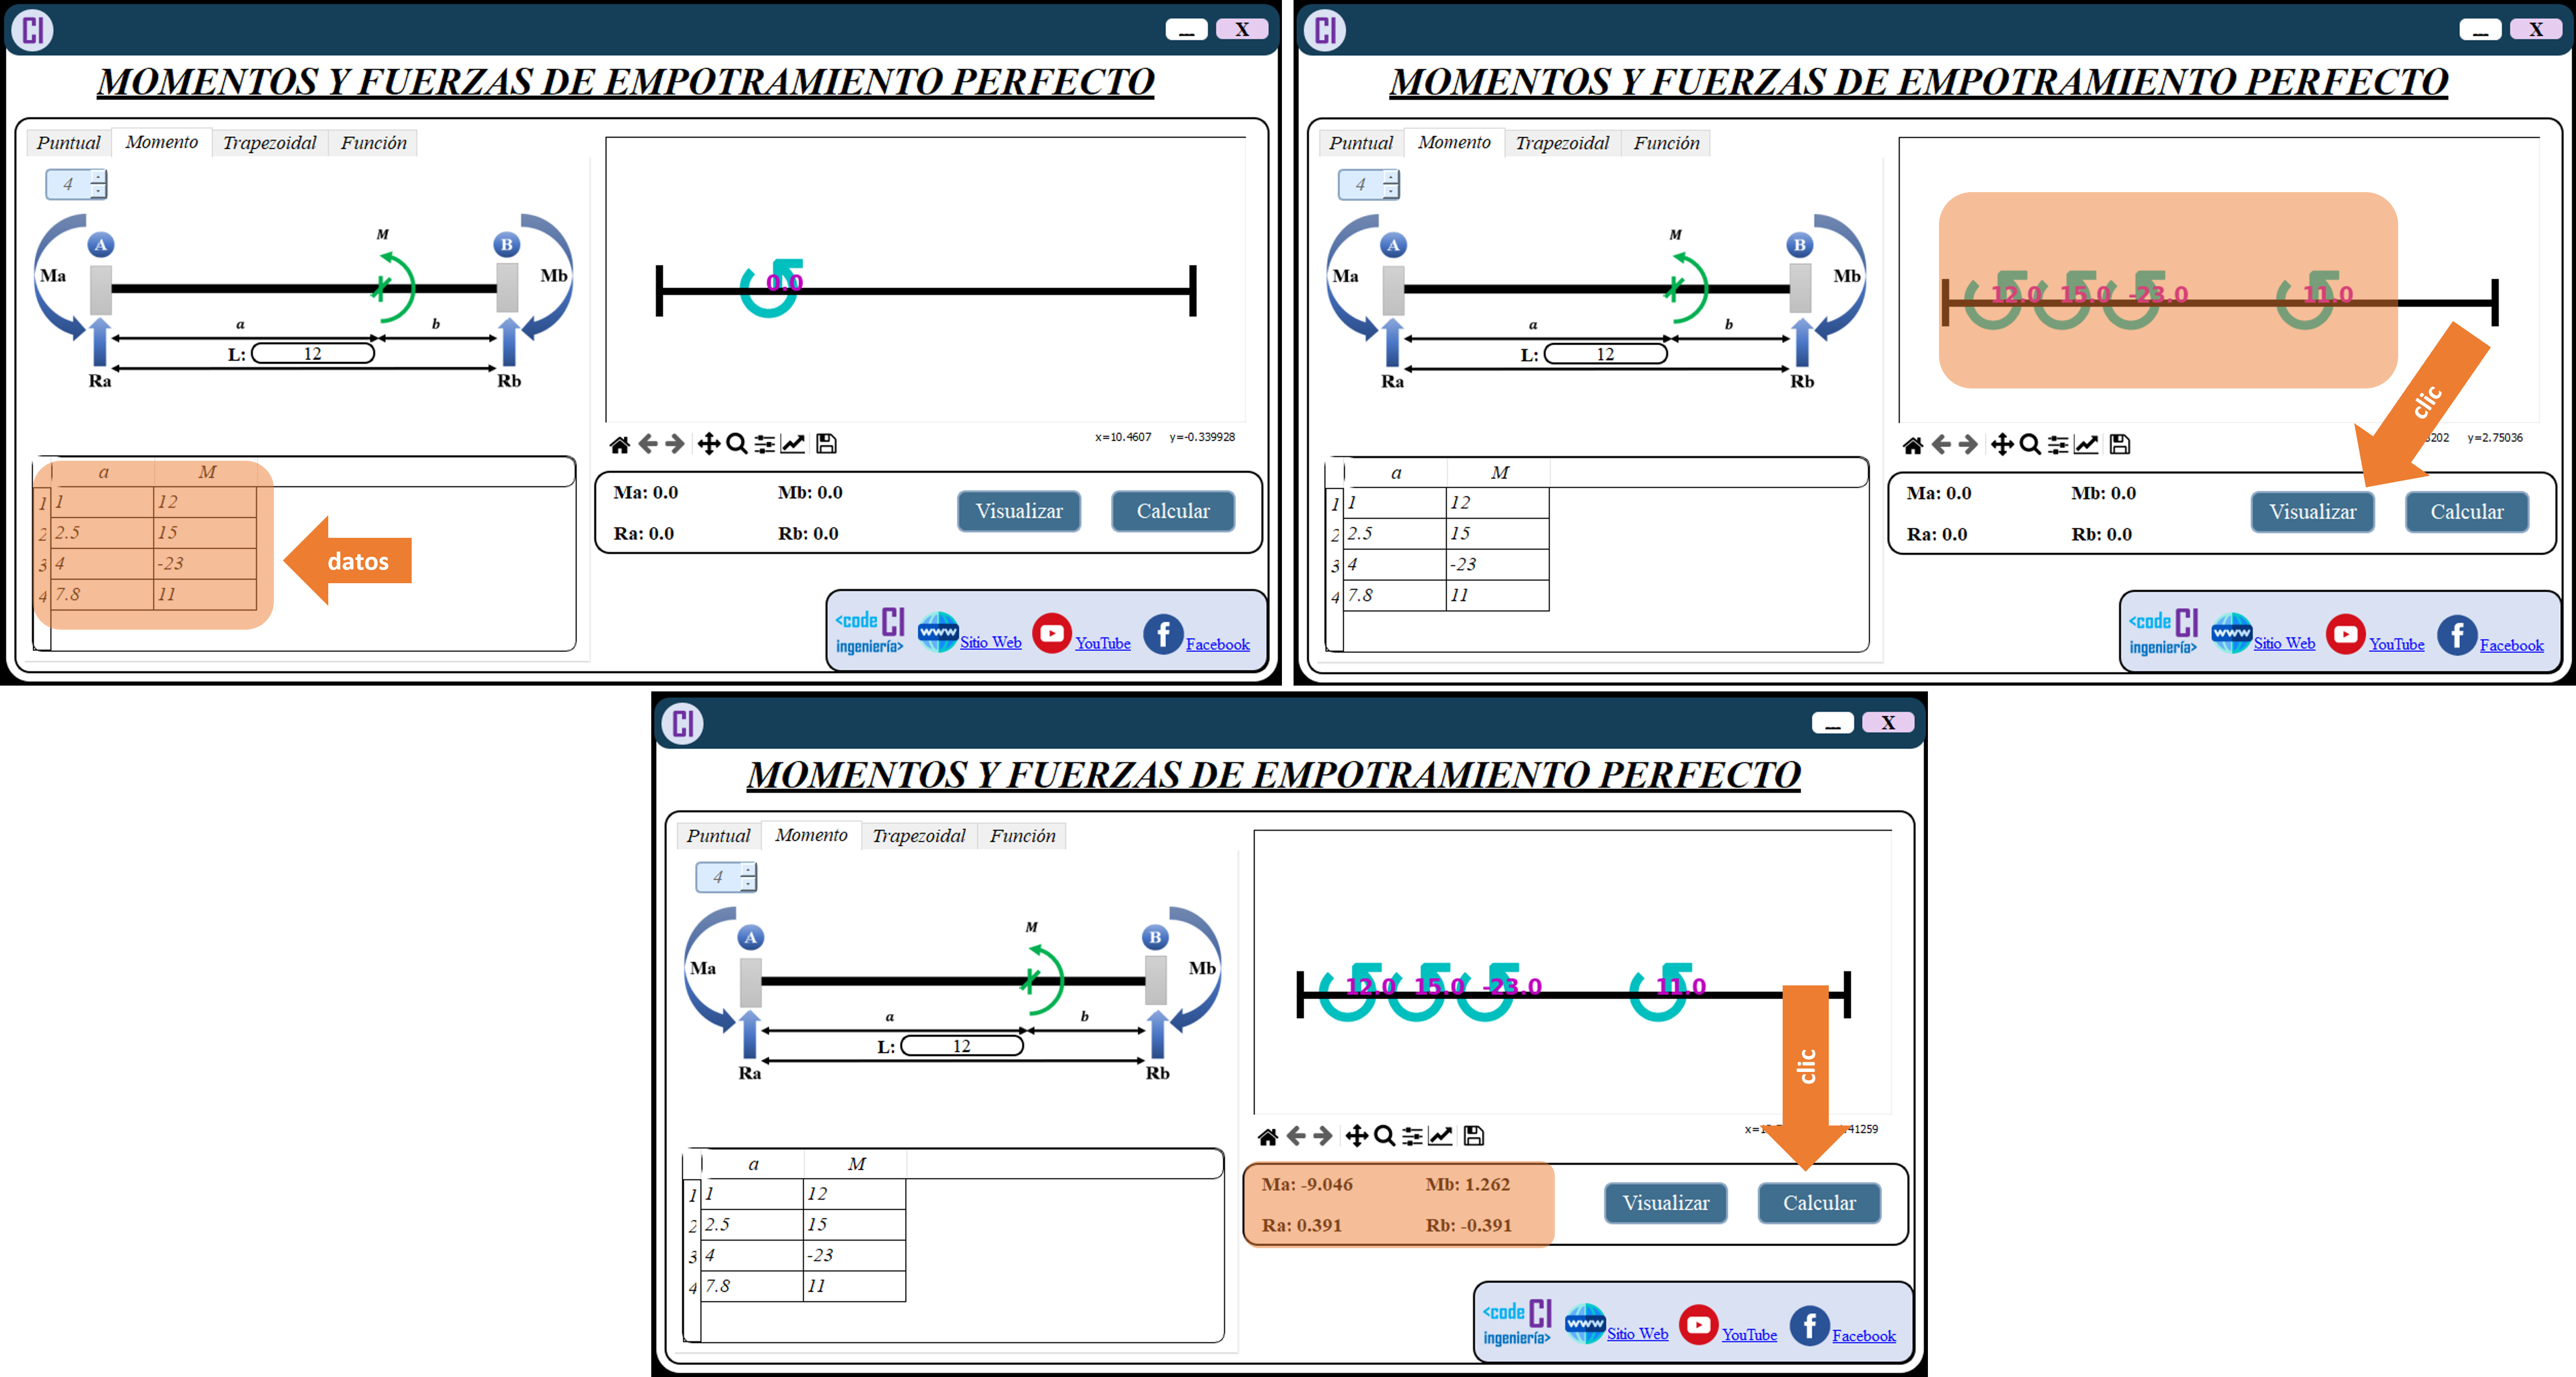 CI
... X
MOMENTOS Y FUERZAS DE EMPOTRAMIENTO PERFECTO
Puntual Momento Trapezoidal Función
4
M
A B
Ma Mb
a b
L: 12
Ra Rb
x=10.4607 y=-0.339928
0.0
a M
1 1 12
2 2.5 15
3 4 -23
4 7.8 11
datos
Ma: 0.0 Mb: 0.0
Ra: 0.0 Rb: 0.0
Visualizar Calcular
<code CI
ingeniería>
www Sitio Web YouTube f Facebook
CI
... X
MOMENTOS Y FUERZAS DE EMPOTRAMIENTO PERFECTO
Puntual Momento Trapezoidal Función
4
M
A B
Ma Mb
a b
L: 12
Ra Rb
12.0 15.0 -23.0 11.0
clic
202 y=2.75036
a M
1 1 12
2 2.5 15
3 4 -23
4 7.8 11
Ma: 0.0 Mb: 0.0
Ra: 0.0 Rb: 0.0
Visualizar Calcular
<code CI
ingeniería>
www Sitio Web YouTube f Facebook
CI
... X
MOMENTOS Y FUERZAS DE EMPOTRAMIENTO PERFECTO
Puntual Momento Trapezoidal Función
4
M
A B
Ma Mb
a b
L: 12
Ra Rb
12.0 15.0 -23.0 11.0
clic
41259
a M
1 1 12
2 2.5 15
3 4 -23
4 7.8 11
Ma: -9.046 Mb: 1.262
Ra: 0.391 Rb: -0.391
Visualizar Calcular
<code CI
ingeniería>
www Sitio Web YouTube f Facebook